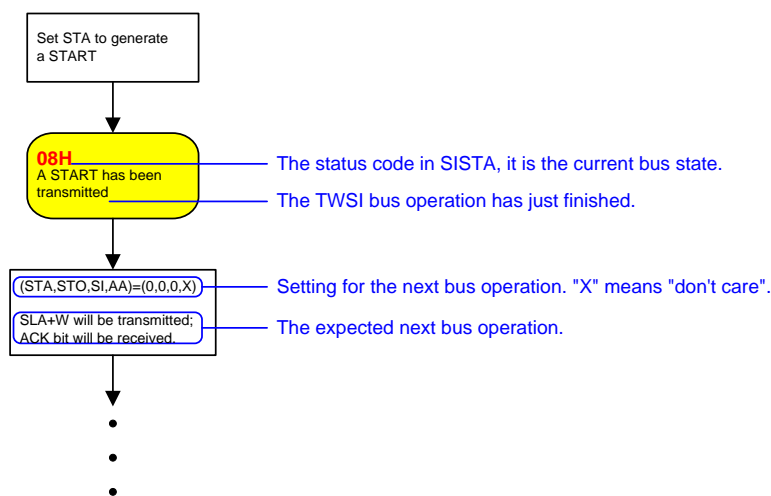 Set STA to generate
a START
08H
A START has been
transmitted
The status code in SISTA, it is the current bus state.
The TWSI bus operation has just finished.
(STA,STO,SI,AA)=(0,0,0,X)
Setting for the next bus operation. "X" means "don't care".
SLA+W will be transmitted;
ACK bit will be received.
The expected next bus operation.